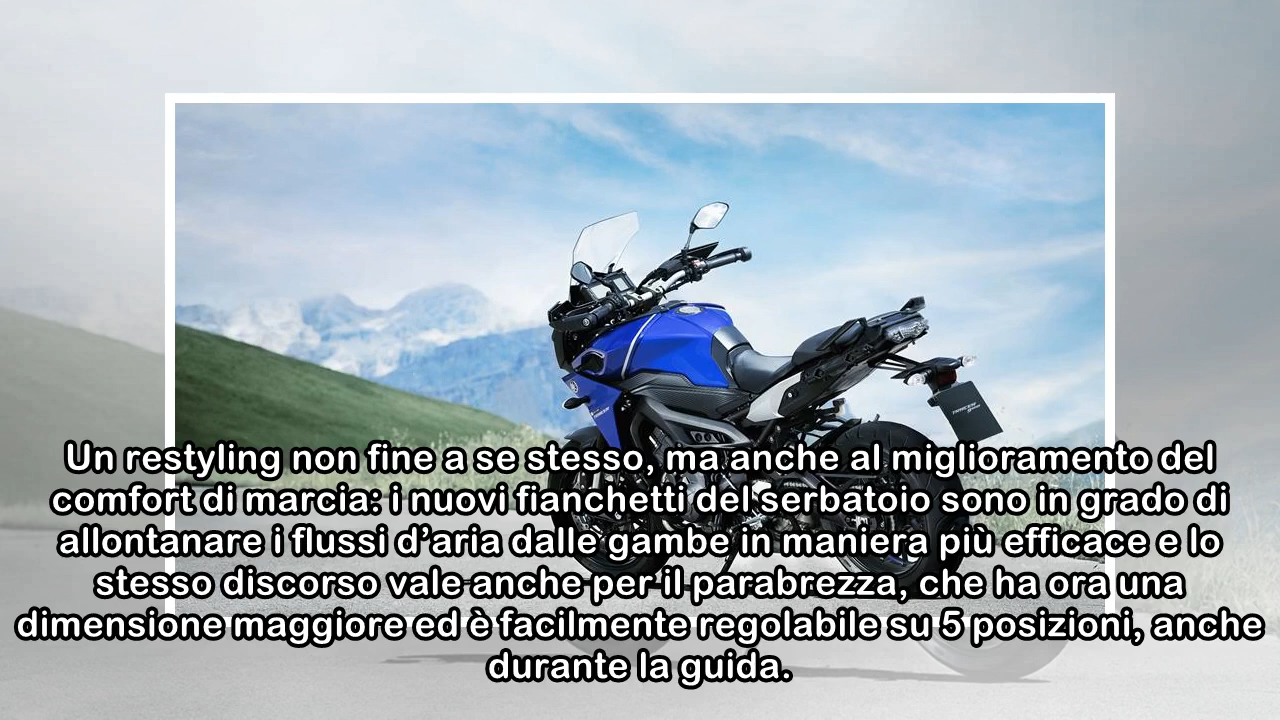 TRACER
TRACER
Un restyling non fine a se stesso, ma anche al miglioramento del
comfort di marcia: i nuovi fianchetti del serbatoio sono in grado di
allontanare i flussi d’aria dalle gambe in maniera più efficace e lo
stesso discorso vale anche per il parabrezza, che ha ora una
dimensione maggiore ed è facilmente regolabile su 5 posizioni, anche
durante la guida.